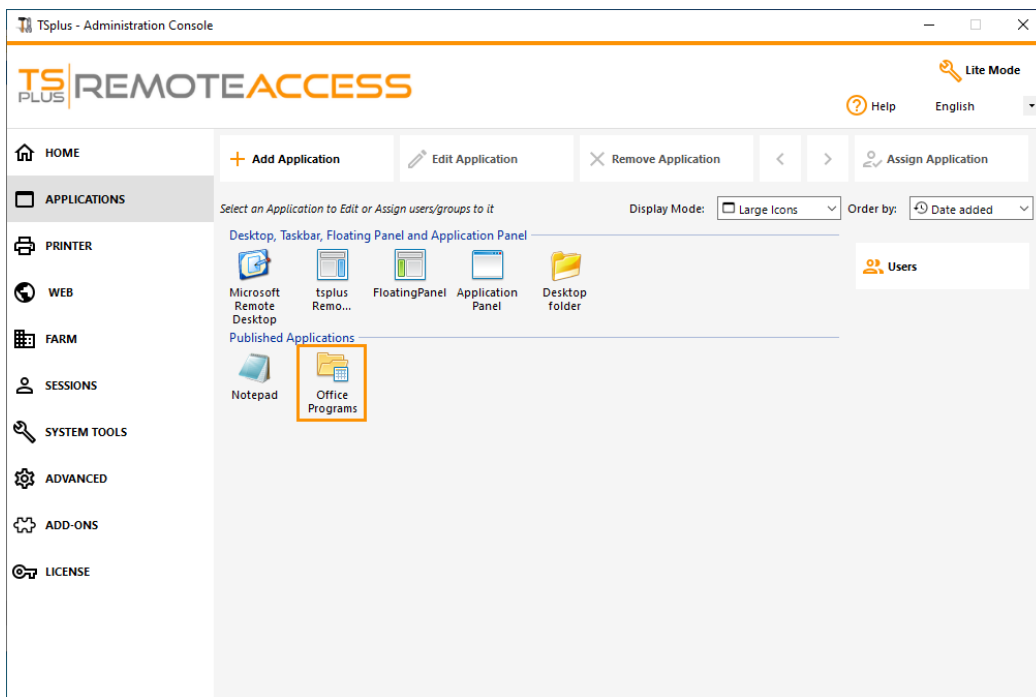 TSplus - Administration Console
TS PLUS REMOTEACCESS
Lite Mode
Help English
HOME
APPLICATIONS
PRINTER
WEB
FARM
SESSIONS
SYSTEM TOOLS
ADVANCED
ADD-ONS
LICENSE
Add Application Edit Application Remove Application < > Assign Application
Select an Application to Edit or Assign users/groups to it Display Mode: Large Icons Order by: Date added
Desktop, Taskbar, Floating Panel and Application Panel
Users
Microsoft
Remote
Desktop
tsplus
Remo...
FloatingPanel
Application
Panel
Desktop
folder
Published Applications
Notepad
Office
Programs